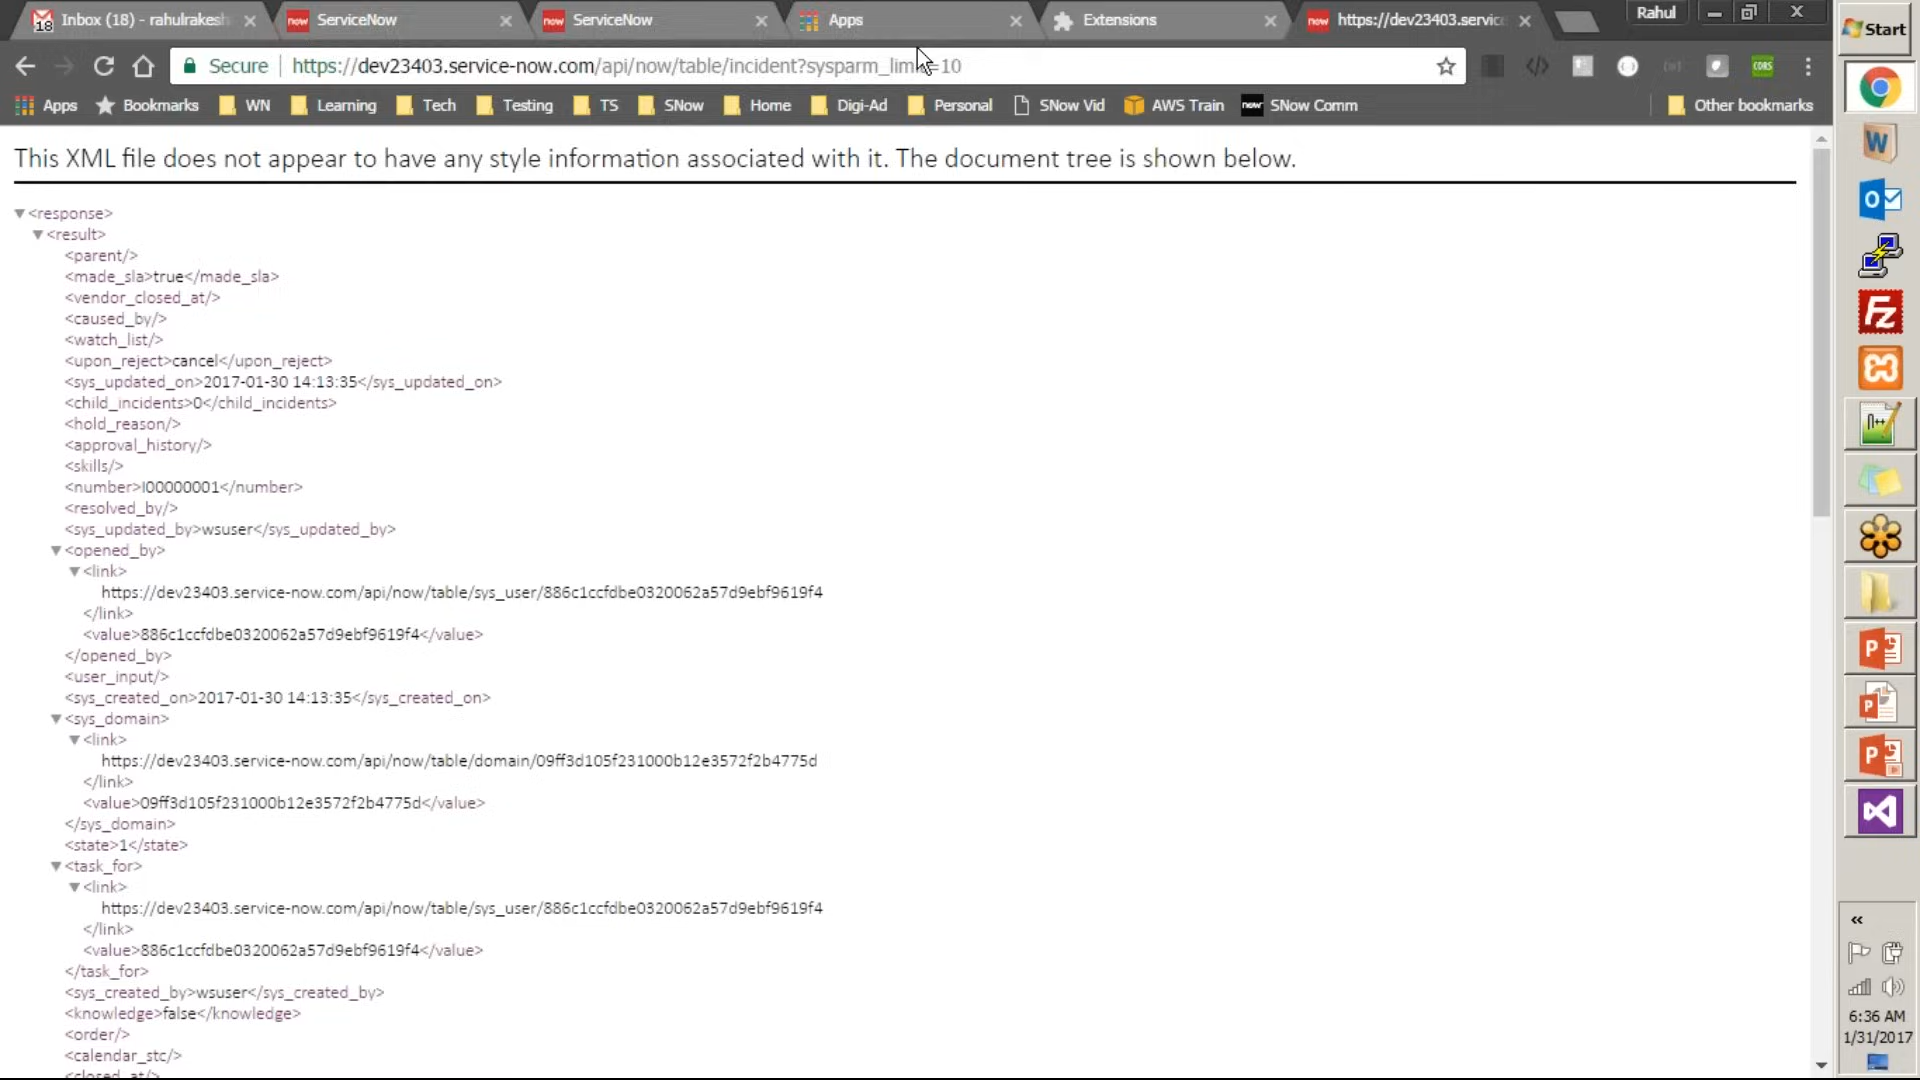 Inbox (18) - rahulrakesh
ServiceNow
ServiceNow
Apps
Extensions
https://dev23403.service
Rahul
Start
Secure
https://dev23403.service-now.com/api/now/table/incident?sysparm_limit=10
Apps
Bookmarks
WN
Learning
Tech
Testing
TS
SNow
Home
Digi-Ad
Personal
SNow Vid
AWS Train
SNow Comm
Other bookmarks
This XML file does not appear to have any style information associated with it. The document tree is shown below.
<response>
<result>
<parent/>
<made_sla>true</made_sla>
<vendor_closed_at/>
<caused_by/>
<watch_list/>
<upon_reject>cancel</upon_reject>
<sys_updated_on>2017-01-30 14:13:35</sys_updated_on>
<child_incidents>0</child_incidents>
<hold_reason/>
<approval_history/>
<skills/>
<number>I00000001</number>
<resolved_by/>
<sys_updated_by>wsuser</sys_updated_by>
<opened_by>
<link>
https://dev23403.service-now.com/api/now/table/sys_user/886c1ccfdbe0320062a57d9ebf9619f4
</link>
<value>886c1ccfdbe0320062a57d9ebf9619f4</value>
</opened_by>
<user_input/>
<sys_created_on>2017-01-30 14:13:35</sys_created_on>
<sys_domain>
<link>
https://dev23403.service-now.com/api/now/table/domain/09ff3d105f231000b12e3572f2b4775d
</link>
<value>09ff3d105f231000b12e3572f2b4775d</value>
</sys_domain>
<state>1</state>
<task_for>
<link>
https://dev23403.service-now.com/api/now/table/sys_user/886c1ccfdbe0320062a57d9ebf9619f4
</link>
<value>886c1ccfdbe0320062a57d9ebf9619f4</value>
</task_for>
<sys_created_by>wsuser</sys_created_by>
<knowledge>false</knowledge>
<order/>
<calendar_stc/>
<closed_at/>
6:36 AM
1/31/2017